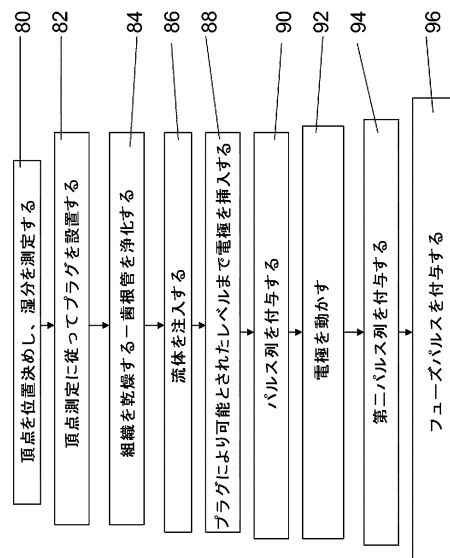 80
頂点を位置決めし、湿分を測定する
82
頂点測定に従ってプラグを設置する
84
組織を乾燥する－歯根管を浄化する
86
流体を注入する
88
プラグにより可能とされたレベルまで電極を挿入する
90
パルス列を付与する
92
電極を動かす
94
第二パルス列を付与する
96
フューズパルスを付与する